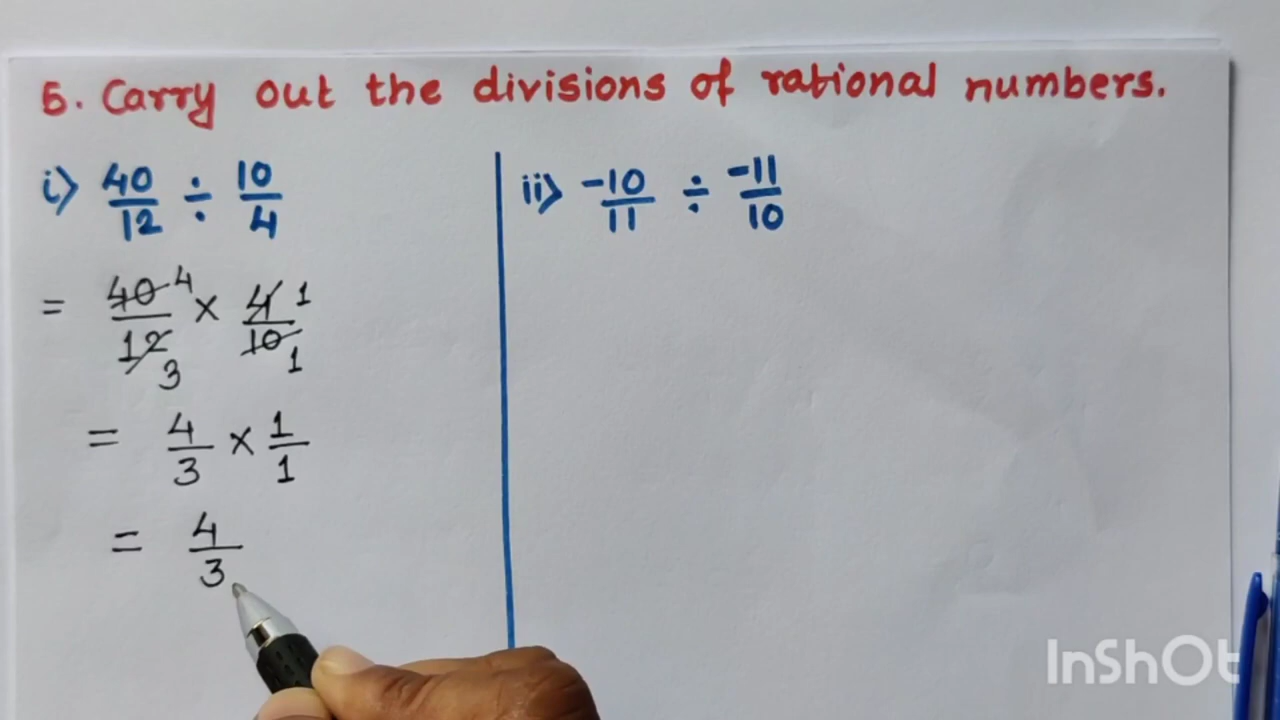 5. Carry out the divisions of rational numbers.
i) 40/12 ÷ 10/4
= 40 4/12 3 × 4 1/10 1
= 4/3 × 1/1
= 4/3
ii) -10/11 ÷ -11/10
InShOt